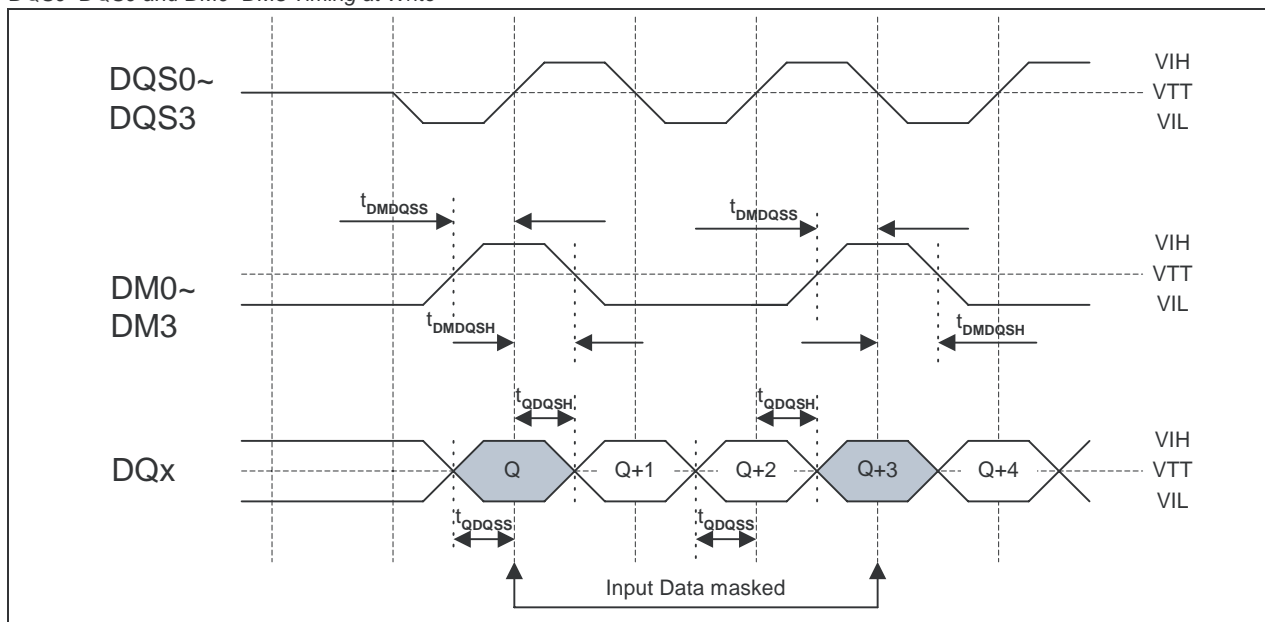 DQS0~
DQS3
VIH
VTT
VIL
tDMDQSS
tDMDQSS
DM0~
DM3
VIH
VTT
VIL
tDMDQSH
tDMDQSH
tQDQSH
tQDQSH
DQx
Q
Q+1
Q+2
Q+3
Q+4
VIH
VTT
VIL
tQDQSS
tQDQSS
Input Data masked